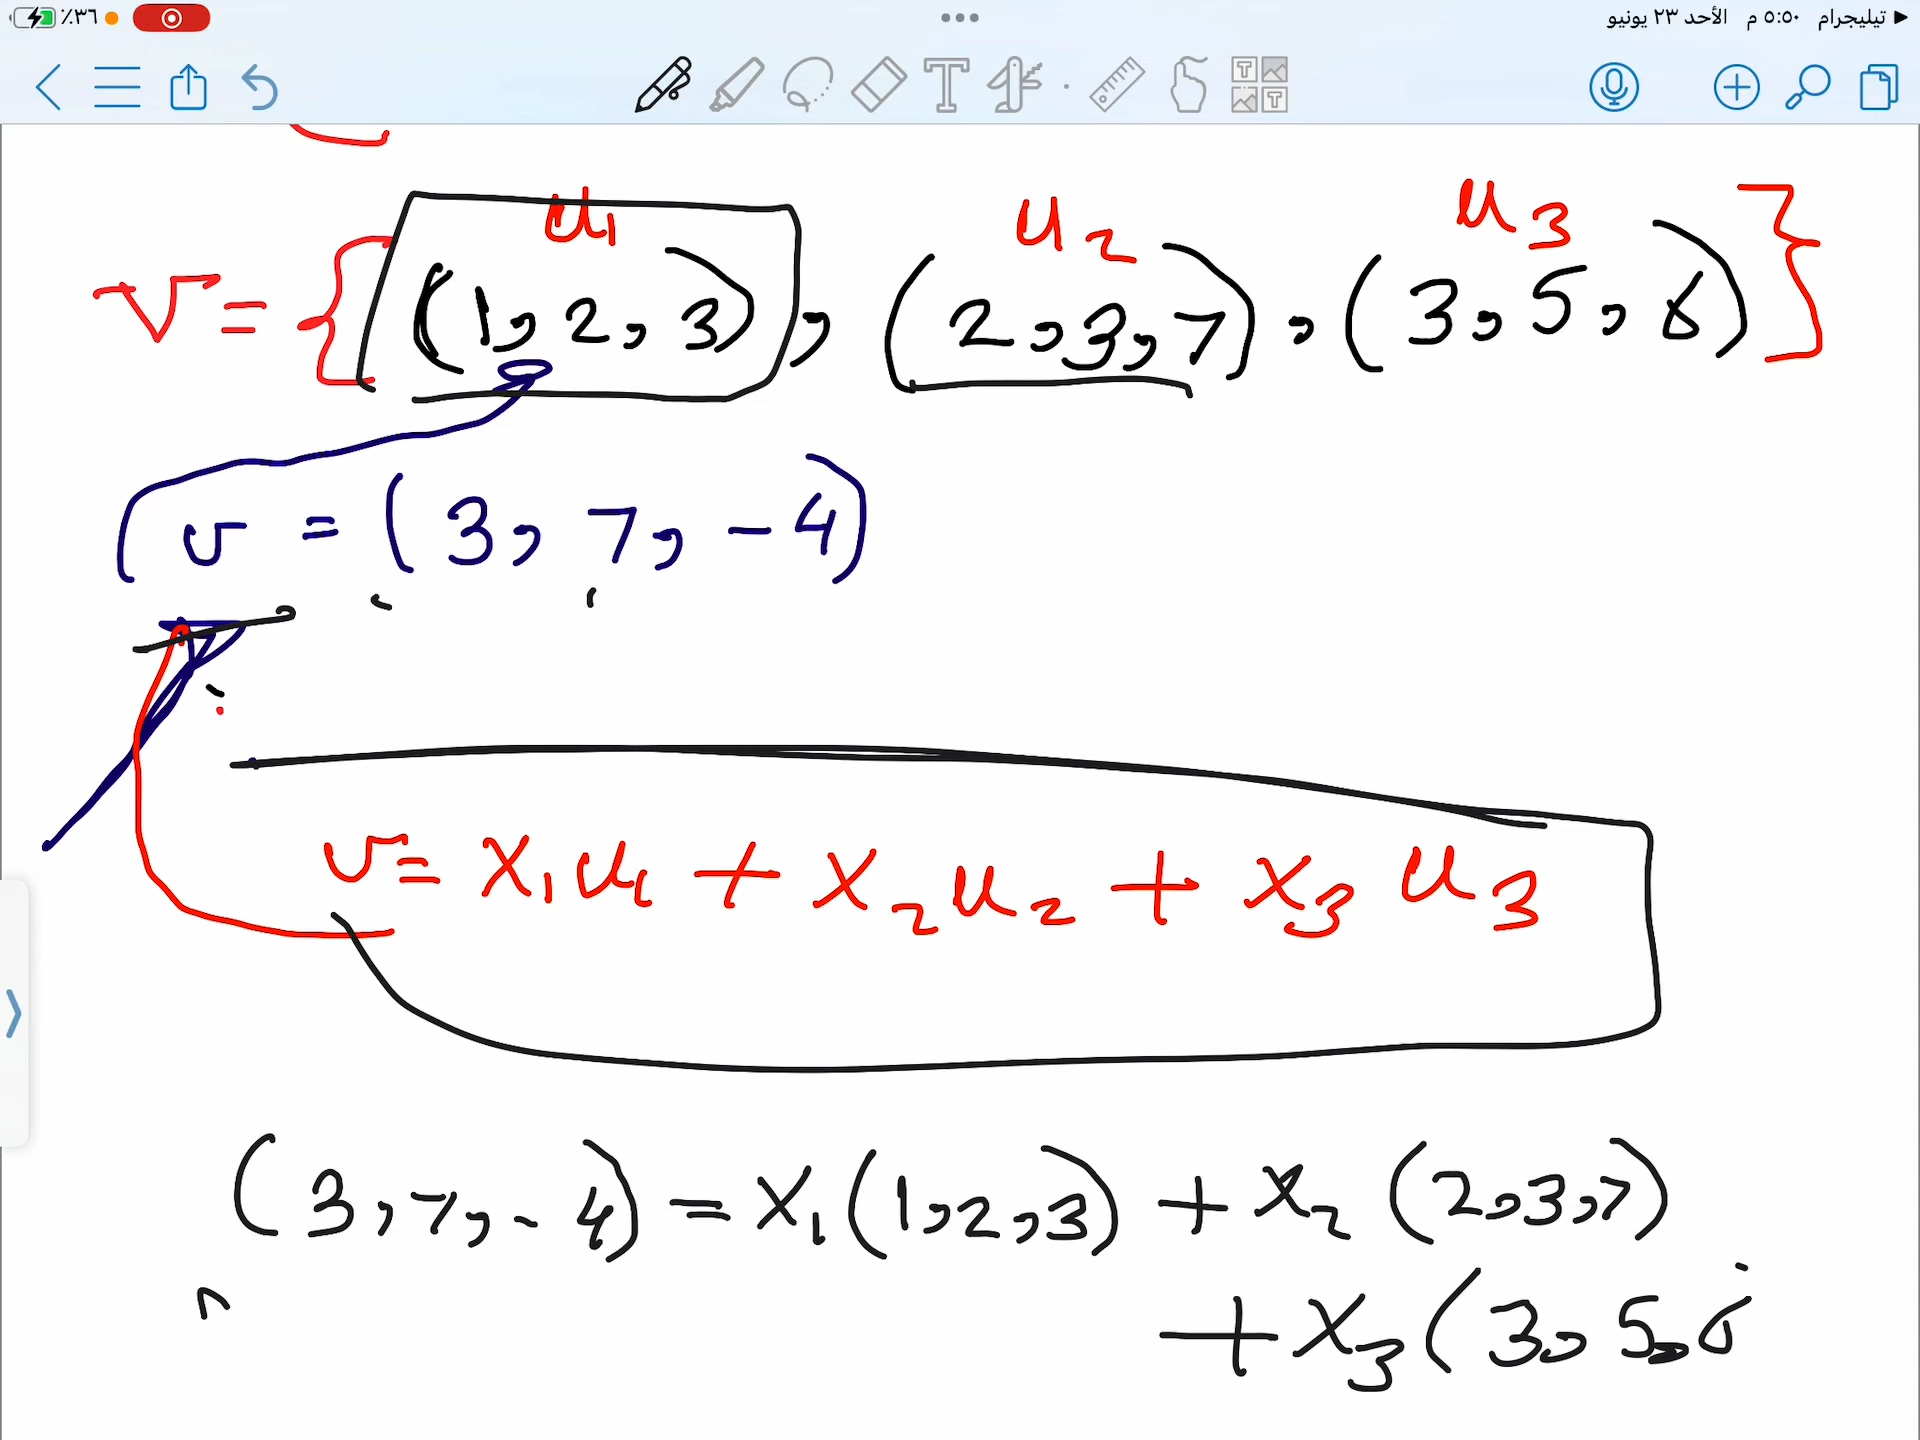 ٪٣٦ الأحد ٢٣ يونيو ٥:٥٠ م تيليجرام
u₁ u₂ u₃
V = {(1, 2, 3), (2, 3, 7), (3, 5, 6)}
v = (3, 7, -4)
v = x₁u₁ + x₂u₂ + x₃u₃
(3, 7, -4) = x₁(1, 2, 3) + x₂(2, 3, 7)
+ x₃(3, 5, 6